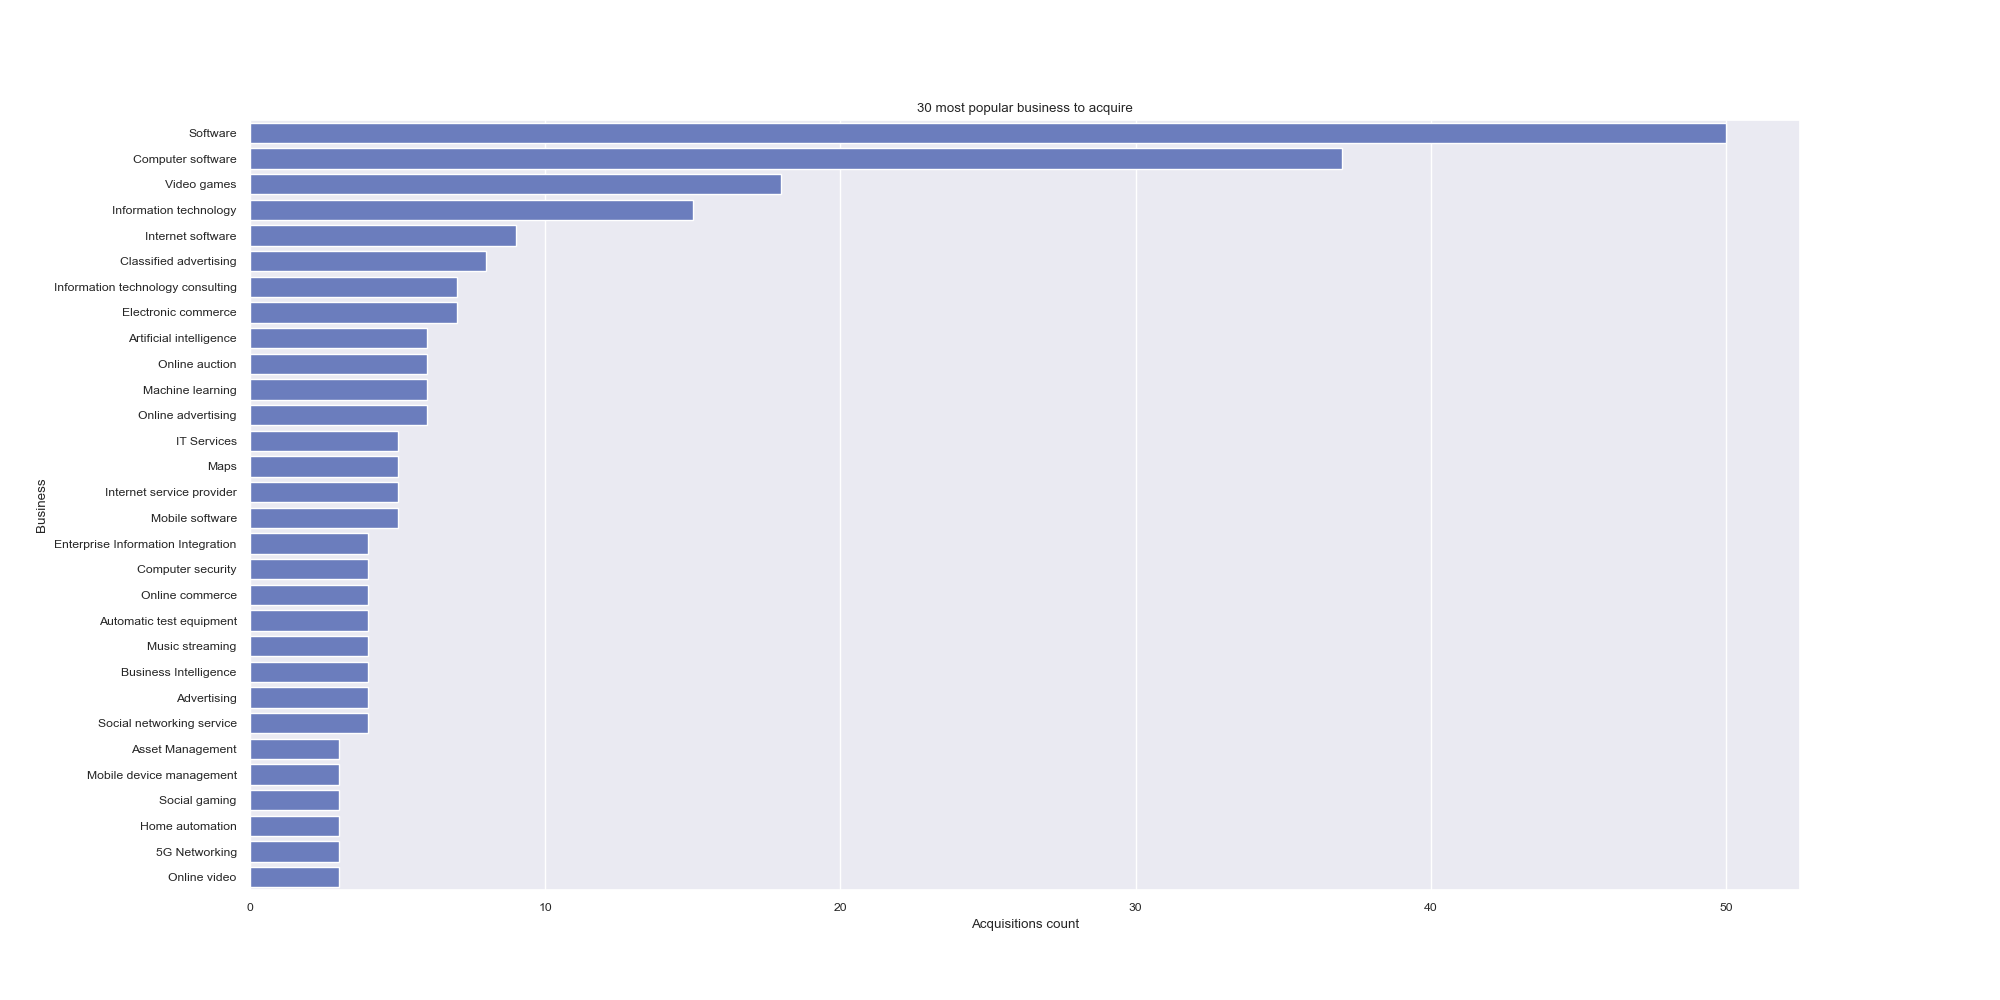 30 most popular business to acquire
Software
Computer software
Video games
Information technology
Internet software
Classified advertising
Information technology consulting
Electronic commerce
Artificial intelligence
Online auction
Machine learning
Online advertising
IT Services
Maps
Internet service provider
Mobile software
Enterprise Information Integration
Computer security
Online commerce
Automatic test equipment
Music streaming
Business Intelligence
Advertising
Social networking service
Asset Management
Mobile device management
Social gaming
Home automation
5G Networking
Online video
Business
0 10 20 30 40 50
Acquisitions count